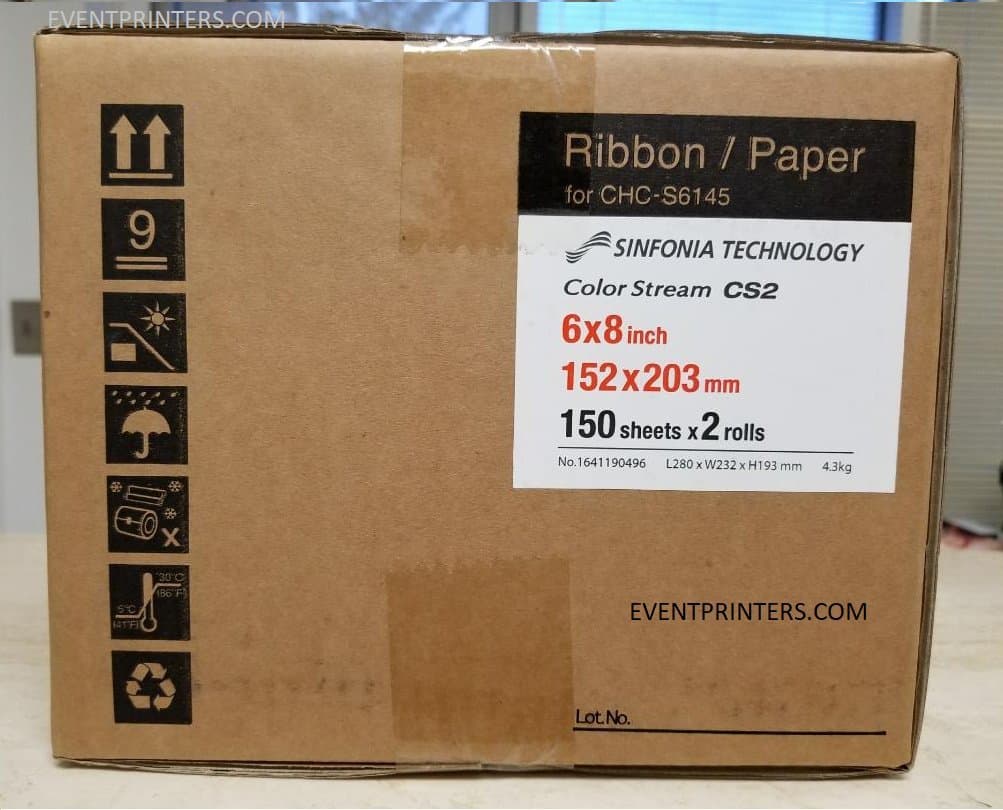 EVENTPRINTERS.COM
Ribbon / Paper
for CHC-S6145
SINFONIA TECHNOLOGY
Color Stream CS2
6x8 inch
152x203 mm
150 sheets x 2 rolls
No.1641190496 L280 x W232 x H193 mm 4.3kg
9
X
30°C
(86°F)
5°C
(41°F)
EVENTPRINTERS.COM
Lot.No.